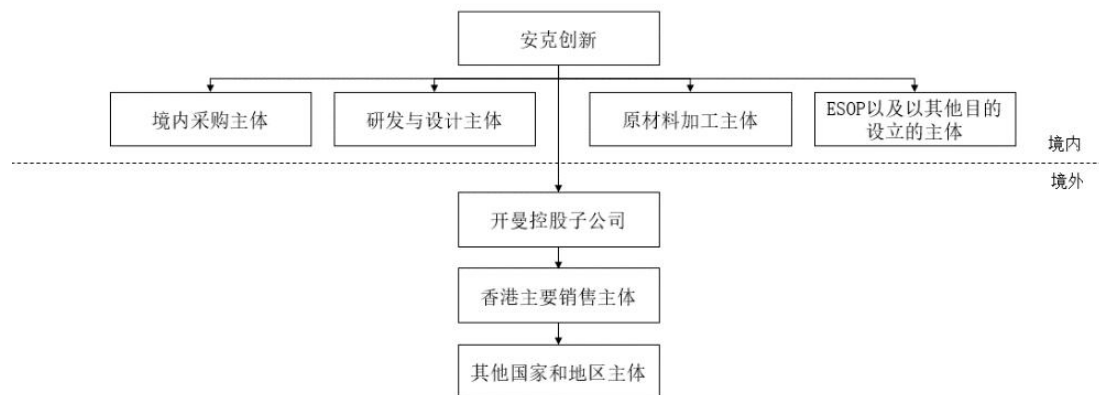 安克创新
境内采购主体
研发与设计主体
原材料加工主体
ESOP以及以其他目的
设立的主体
境内
境外
开曼控股子公司
香港主要销售主体
其他国家和地区主体